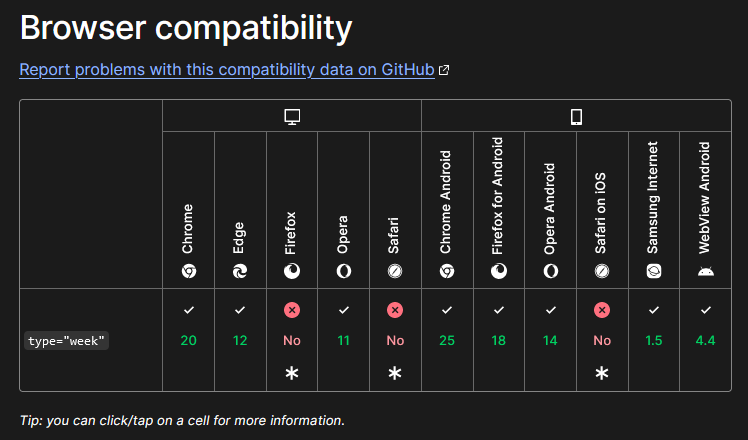 Browser compatibility
Report problems with this compatibility data on GitHub
Chrome
Edge
Firefox
Opera
Safari
Chrome Android
Firefox for Android
Opera Android
Safari on iOS
Samsung Internet
WebView Android
type="week"
20
12
No
11
No
25
18
14
No
1.5
4.4
*
*
*
Tip: you can click/tap on a cell for more information.